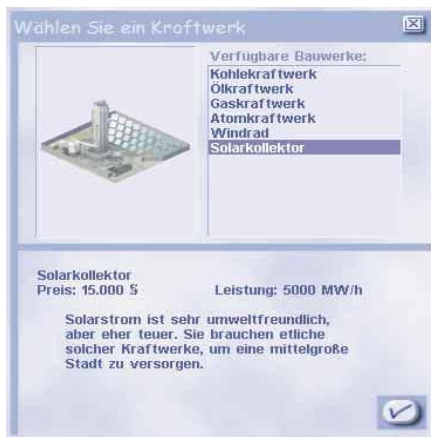 Wählen Sie ein Kraftwerk
Verfügbare Bauwerke:
Kohlekraftwerk
Ölkraftwerk
Gaskraftwerk
Atomkraftwerk
Windrad
Solarkollektor
Solarkollektor
Preis: 15.000 §
Leistung: 5000 MW/h
Solarstrom ist sehr umweltfreundlich,
aber eher teuer. Sie brauchen etliche
solcher Kraftwerke, um eine mittelgroße
Stadt zu versorgen.